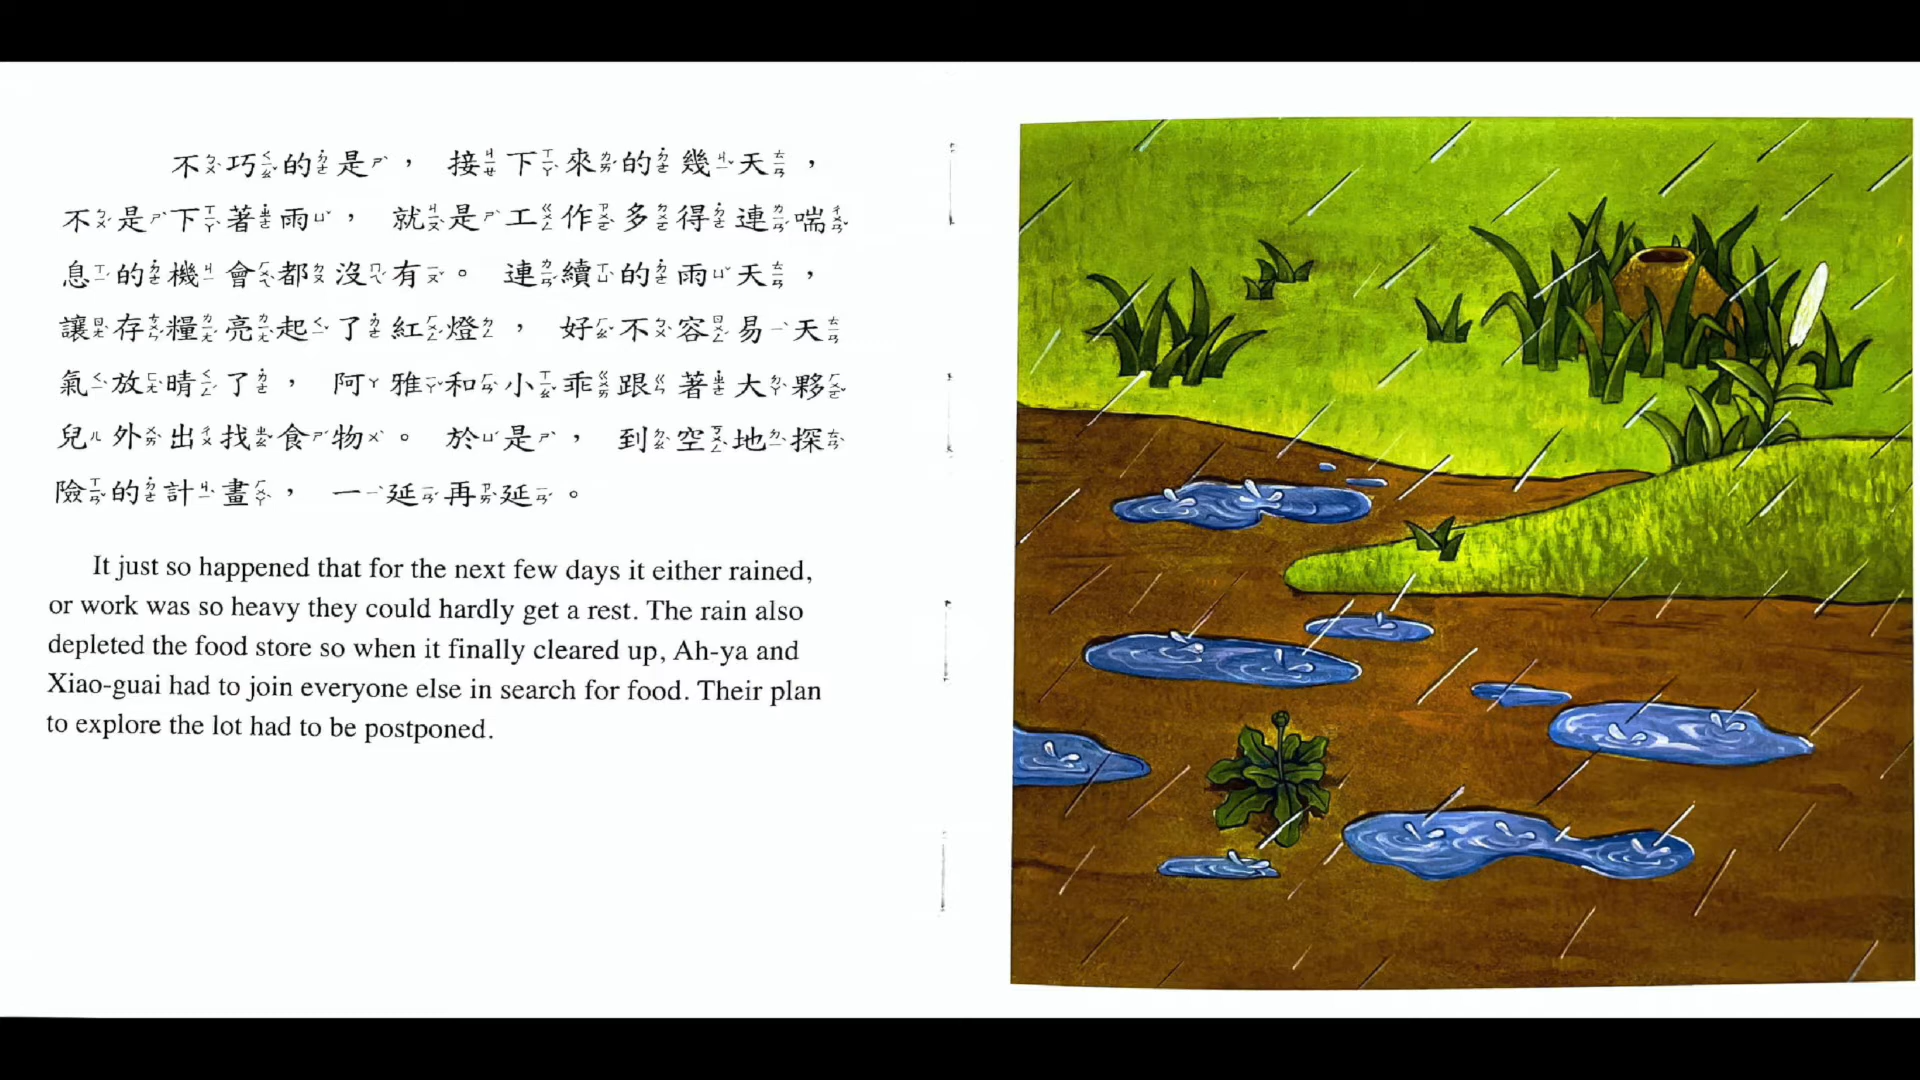 不巧的是，接下來的幾天，
不是下著雨，就是工作多得連喘
息的機會都沒有。連續的雨天，
讓存糧亮起了紅燈，好不容易天
氣放晴了，阿雅和小乖跟著大夥
兒外出找食物。於是，到空地探
險的計畫，一延再延。
It just so happened that for the next few days it either rained,
or work was so heavy they could hardly get a rest. The rain also
depleted the food store so when it finally cleared up, Ah-ya and
Xiao-guai had to join everyone else in search for food. Their plan
to explore the lot had to be postponed.